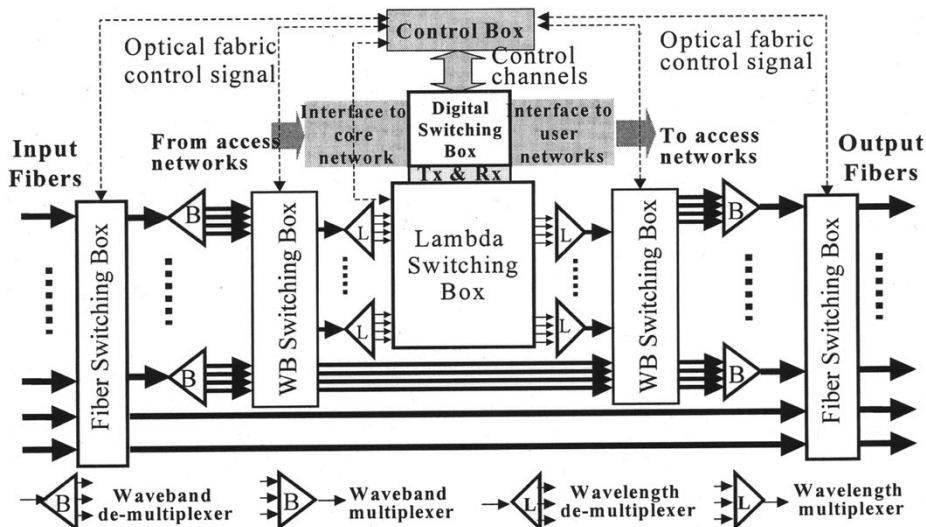 Control Box
Optical fabric
control signal
Optical fabric
control signal
Control
channels
Interface to
core
network
Digital
Switching
Box
Interface to
user
networks
From access
networks
To access
networks
Input
Fibers
Output
Fibers
Tx & Rx
Fiber Switching Box
B
B
WB Switching Box
L
L
Lambda
Switching
Box
L
L
WB Switching Box
B
B
Fiber Switching Box
B
Waveband
de-multiplexer
B
Waveband
multiplexer
L
Wavelength
de-multiplexer
L
Wavelength
multiplexer